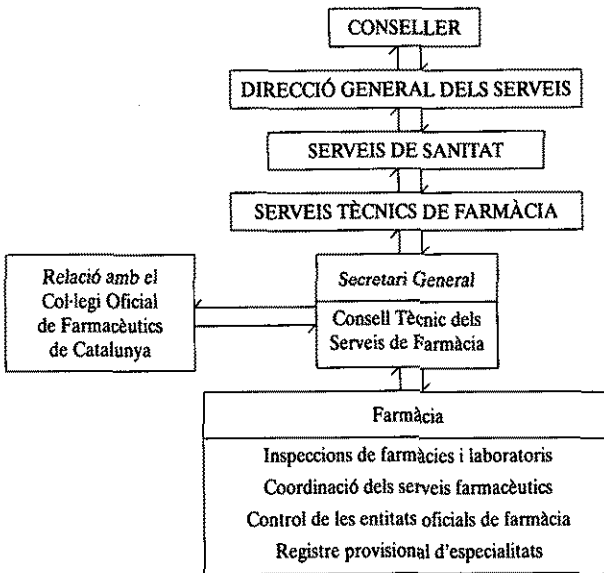 CONSELLER
DIRECCIÓ GENERAL DELS SERVEIS
SERVEIS DE SANITAT
SERVEIS TÈCNICS DE FARMÀCIA
Relació amb el
Col·legi Oficial
de Farmacèutics
de Catalunya
Secretari General
Consell Tècnic dels
Serveis de Farmàcia
Farmàcia
Inspeccions de farmàcies i laboratoris
Coordinació dels serveis farmacèutics
Control de les entitats oficials de farmàcia
Registre provisional d'especialitats